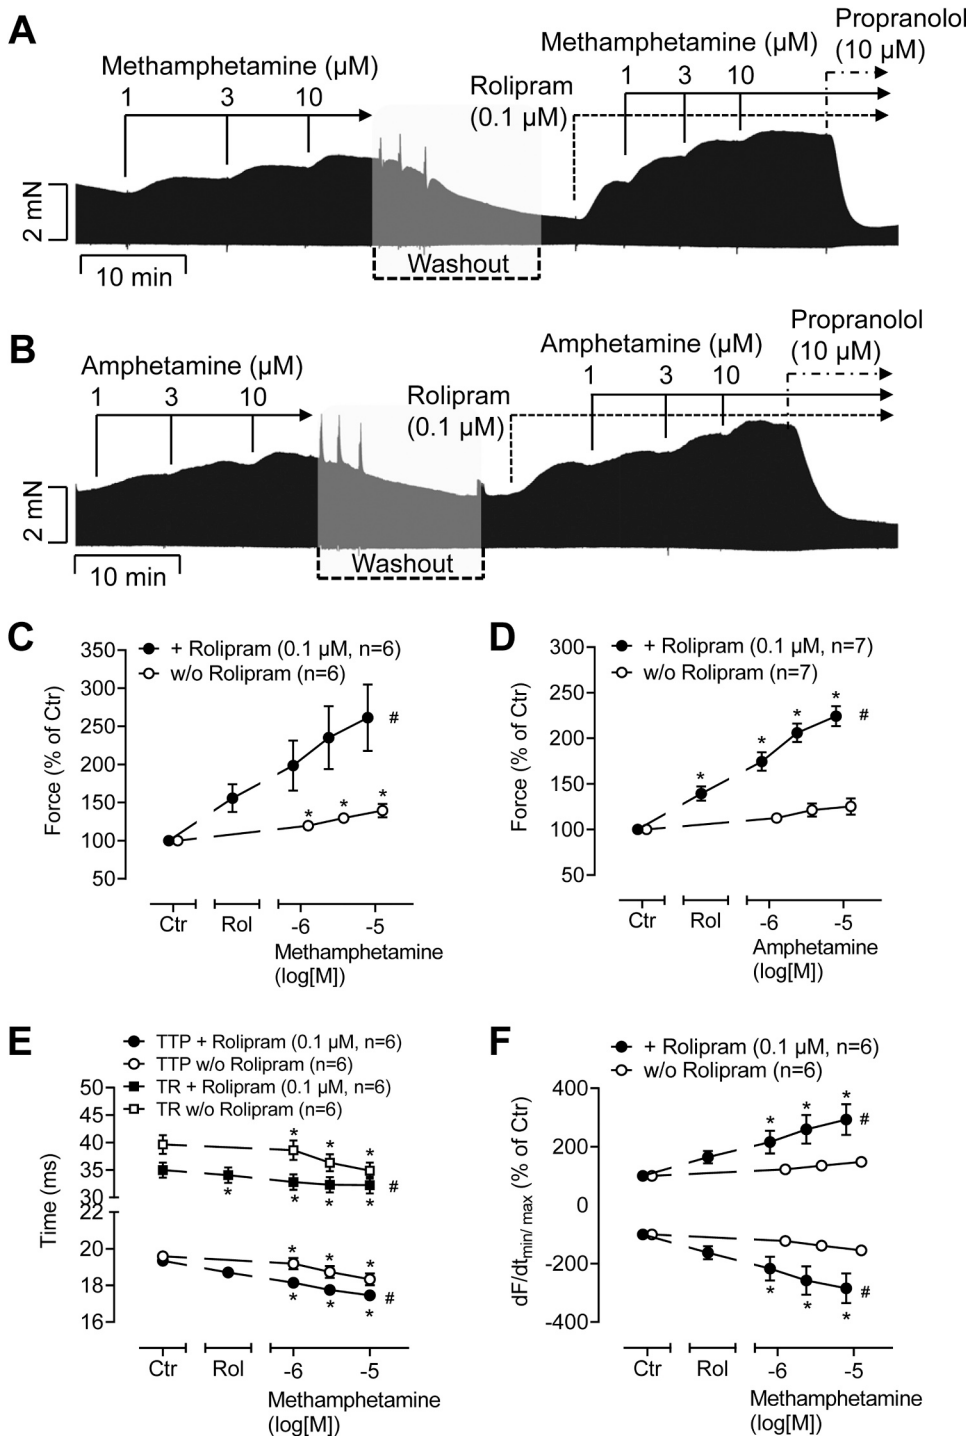 A
Methamphetamine (µM)
1 3 10
Rolipram
(0.1 µM)
Methamphetamine (µM)
1 3 10
Propranolol
(10 µM)
2 mN
10 min
Washout
B
Amphetamine (µM)
1 3 10
Rolipram
(0.1 µM)
Amphetamine (µM)
1 3 10
Propranolol
(10 µM)
2 mN
10 min
Washout
C
+ Rolipram (0.1 µM, n=6)
w/o Rolipram (n=6)
Force (% of Ctr)
350
300
250
200
150
100
50
#
* * *
Ctr Rol -6 -5
Methamphetamine
(log[M])
D
+ Rolipram (0.1 µM, n=7)
w/o Rolipram (n=7)
Force (% of Ctr)
300
250
200
150
100
50
* * * *
#
Ctr Rol -6 -5
Amphetamine
(log[M])
E
TTP + Rolipram (0.1 µM, n=6)
TTP w/o Rolipram (n=6)
TR + Rolipram (0.1 µM, n=6)
TR w/o Rolipram (n=6)
Time (ms)
50
45
40
35
30
22
20
18
16
* * *
#
* * * *
* * *
#
* * *
Ctr Rol -6 -5
Methamphetamine
(log[M])
F
+ Rolipram (0.1 µM, n=6)
w/o Rolipram (n=6)
dF/dtmin/ max (% of Ctr)
400
200
0
-200
-400
* * *
#
#
* * *
Ctr Rol -6 -5
Methamphetamine
(log[M])